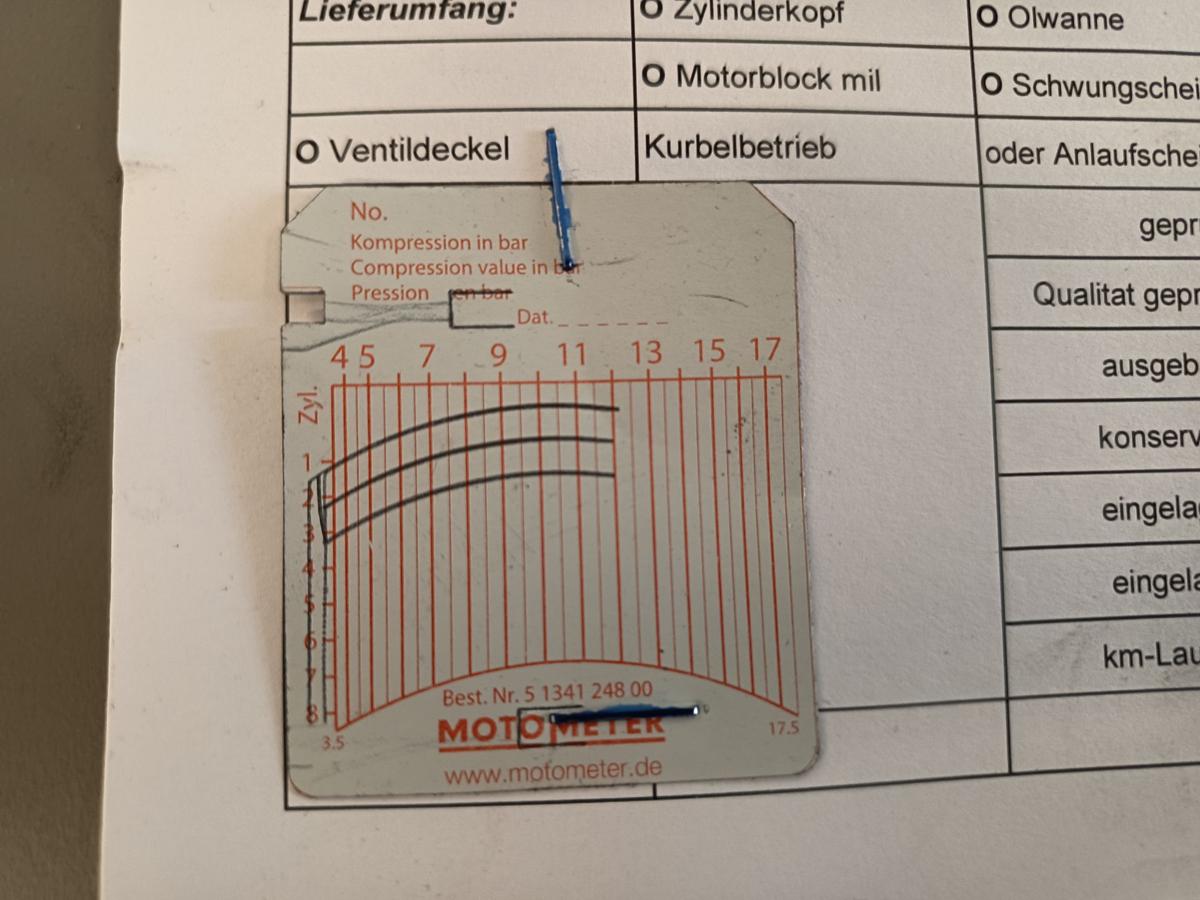 Lieferumfang:
O Zylinderkopf
O Olwanne
O Motorblock mil
O Schwungschei
O Ventildeckel
Kurbelbetrieb
oder Anlaufsche
No.
Kompression in bar
Compression value in bar
Pression en bar
Dat. _ _ _ _ _ _
4 5 7 9 11 13 15 17
Zyl.
1
2
3
4
5
6
7
8
3.5
17.5
Best. Nr. 5 1341 248 00
MOTOMETER
www.motometer.de
gepr
Qualitat gepr
ausgeb
konserv
eingela
eingela
km-Lau